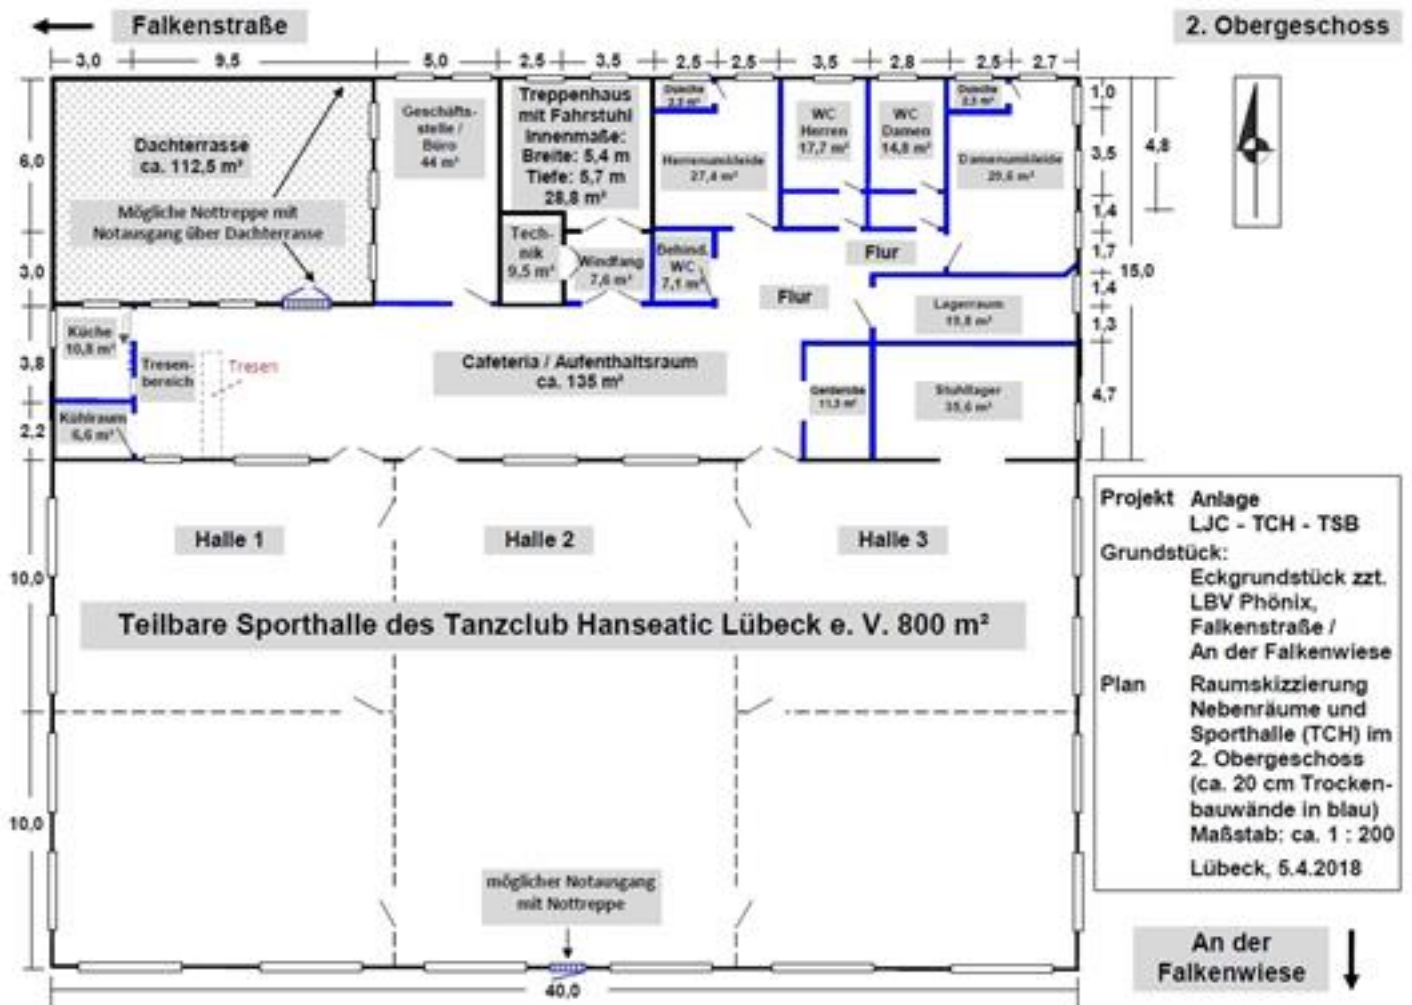 Falkenstraße
2. Obergeschoss
3,0
9,5
5,0
2.5
3,5
2,5
2.5
3,5
2,8
2.5
2.7
6,0
3,0
3,8
2,2
10,0
10,0
1,0
3,5
1,4
1,7
1,4
1,3
4,7
4,8
15,0
Dachterrasse
ca. 112,5 m²
Mögliche Nottreppe mit
Notausgang über Dachterrasse
Geschäfts-
stelle /
Büro
44 m²
Treppenhaus
mit Fahrstuhl
Innenmaße:
Breite: 5,4 m
Tiefe: 5,7 m
28,8 m²
Tech-
nik
9,5 m²
Windfang
7,6 m²
Dusche
Herrenumkleide
27,4 m²
Behind.
WC
7,1 m²
WC
Herren
17,7 m²
WC
Damen
14,8 m²
Dusche
Damenumkleide
Flur
Flur
Lagerraum
Küche
10,8 m²
Tresen-
bereich
Tresen
Kühlraum
6,6 m²
Cafeteria / Aufenthaltsraum
ca. 135 m²
Garderobe
Stuhllager
35,6 m²
Halle 1
Halle 2
Halle 3
Teilbare Sporthalle des Tanzclub Hanseatic Lübeck e. V. 800 m²
möglicher Notausgang
mit Nottreppe
40,0
Projekt Anlage
LJC - TCH - TSB
Grundstück:
Eckgrundstück zzt.
LBV Phönix,
Falkenstraße /
An der Falkenwiese
Plan Raumskizzierung
Nebenräume und
Sporthalle (TCH) im
2. Obergeschoss
(ca. 20 cm Trocken-
bauwände in blau)
Maßstab: ca. 1 : 200
Lübeck, 5.4.2018
An der
Falkenwiese